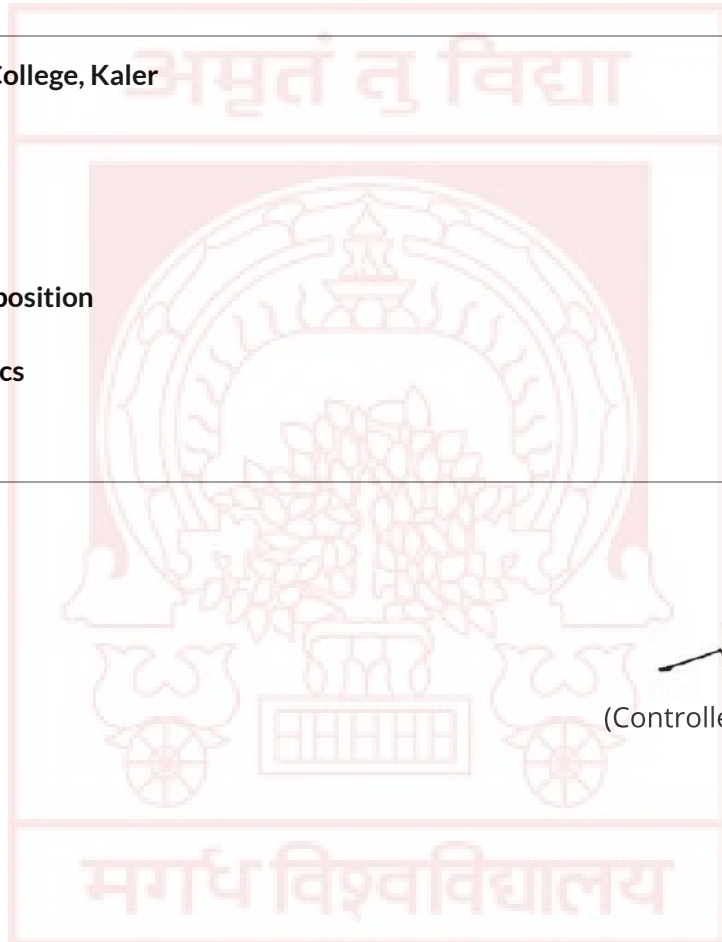 अमृतं तु विद्या
College, Kaler
position
cs
(Controlle
मगध विश्वविद्यालय